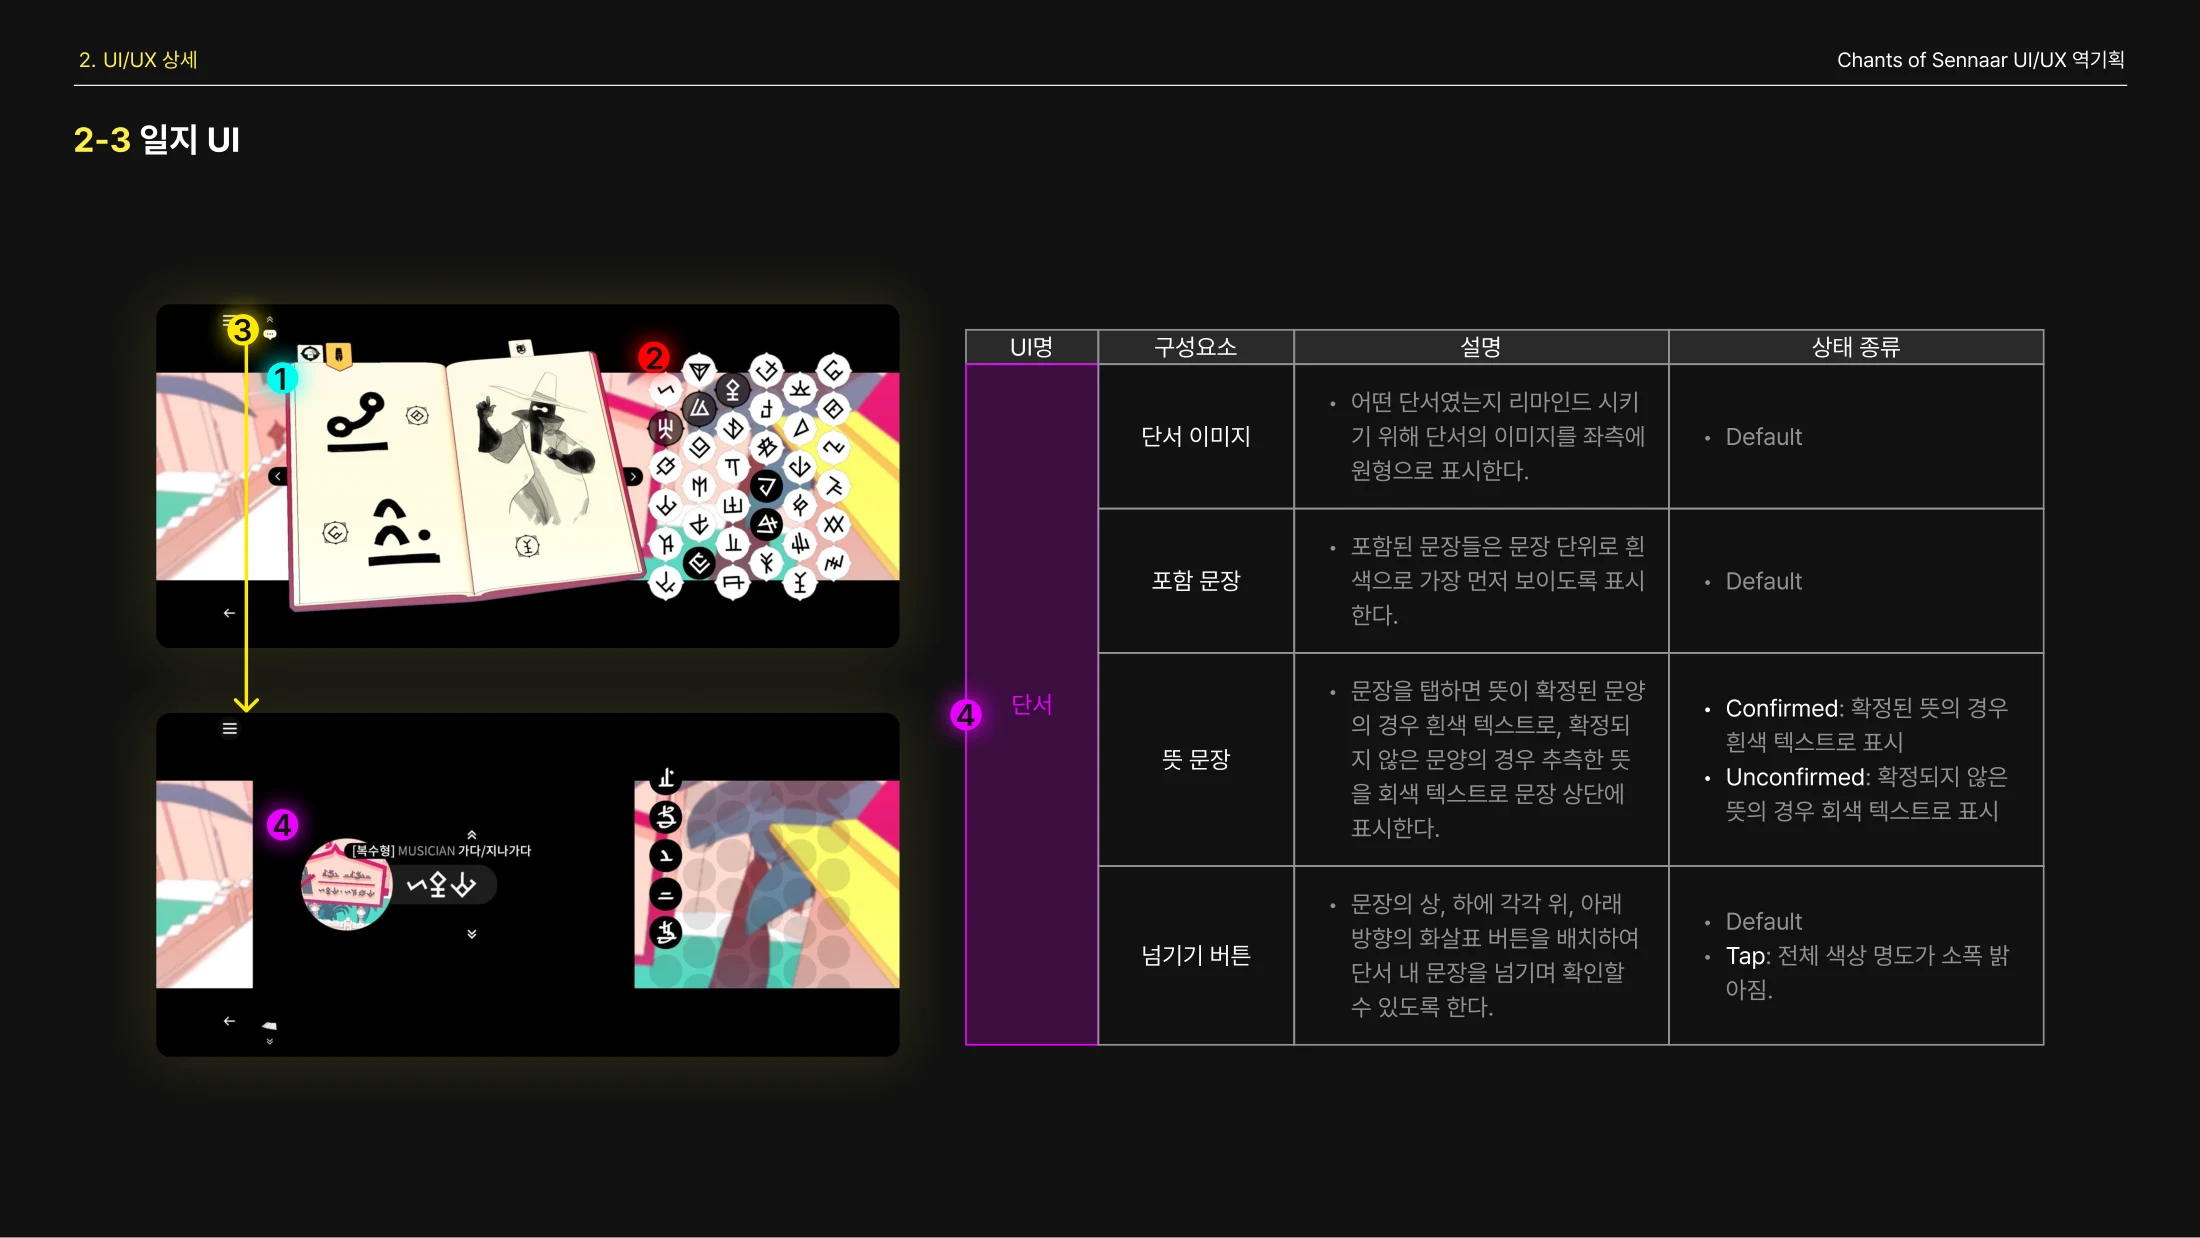 2. UI/UX 상세
Chants of Sennaar UI/UX 역기획
2-3 일지 UI
3
1
2
4
[복수형] MUSICIAN 가다/지나가다
UI명
구성요소
설명
상태 종류
4
단서
단서 이미지
• 어떤 단서였는지 리마인드 시키
기 위해 단서의 이미지를 좌측에
원형으로 표시한다.
• Default
포함 문장
• 포함된 문장들은 문장 단위로 흰
색으로 가장 먼저 보이도록 표시
한다.
• Default
뜻 문장
• 문장을 탭하면 뜻이 확정된 문양
의 경우 흰색 텍스트로, 확정되
지 않은 문양의 경우 추측한 뜻
을 회색 텍스트로 문장 상단에
표시한다.
• Confirmed: 확정된 뜻의 경우
흰색 텍스트로 표시
• Unconfirmed: 확정되지 않은
뜻의 경우 회색 텍스트로 표시
넘기기 버튼
• 문장의 상, 하에 각각 위, 아래
방향의 화살표 버튼을 배치하여
단서 내 문장을 넘기며 확인할
수 있도록 한다.
• Default
• Tap: 전체 색상 명도가 소폭 밝
아짐.